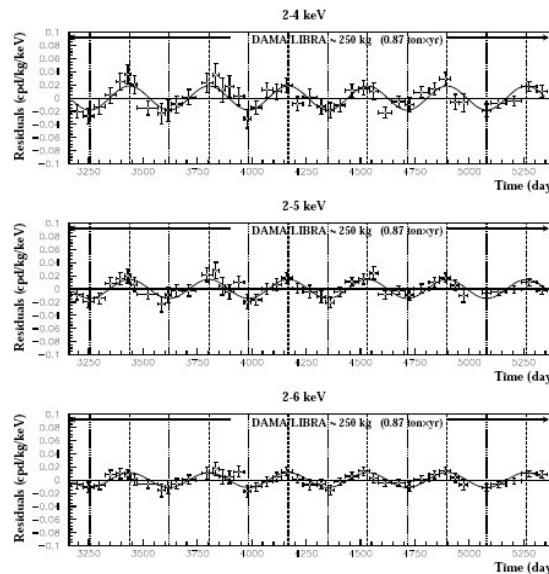 2-4 keV
Residuals (cpd/kg/keV)
0.1
0.08
0.06
0.04
0.02
0
-0.02
-0.04
-0.06
-0.08
-0.1
DAMA/LIBRA ~ 250 kg (0.87 ton×yr)
3250 3500 3750 4000 4250 4500 4750 5000 5250
Time (day
2-5 keV
Residuals (cpd/kg/keV)
0.1
0.08
0.06
0.04
0.02
0
-0.02
-0.04
-0.06
-0.08
-0.1
DAMA/LIBRA ~ 250 kg (0.87 ton×yr)
3250 3500 3750 4000 4250 4500 4750 5000 5250
Time (day
2-6 keV
Residuals (cpd/kg/keV)
0.1
0.08
0.06
0.04
0.02
0
-0.02
-0.04
-0.06
-0.08
-0.1
DAMA/LIBRA ~ 250 kg (0.87 ton×yr)
3250 3500 3750 4000 4250 4500 4750 5000 5250
Time (day